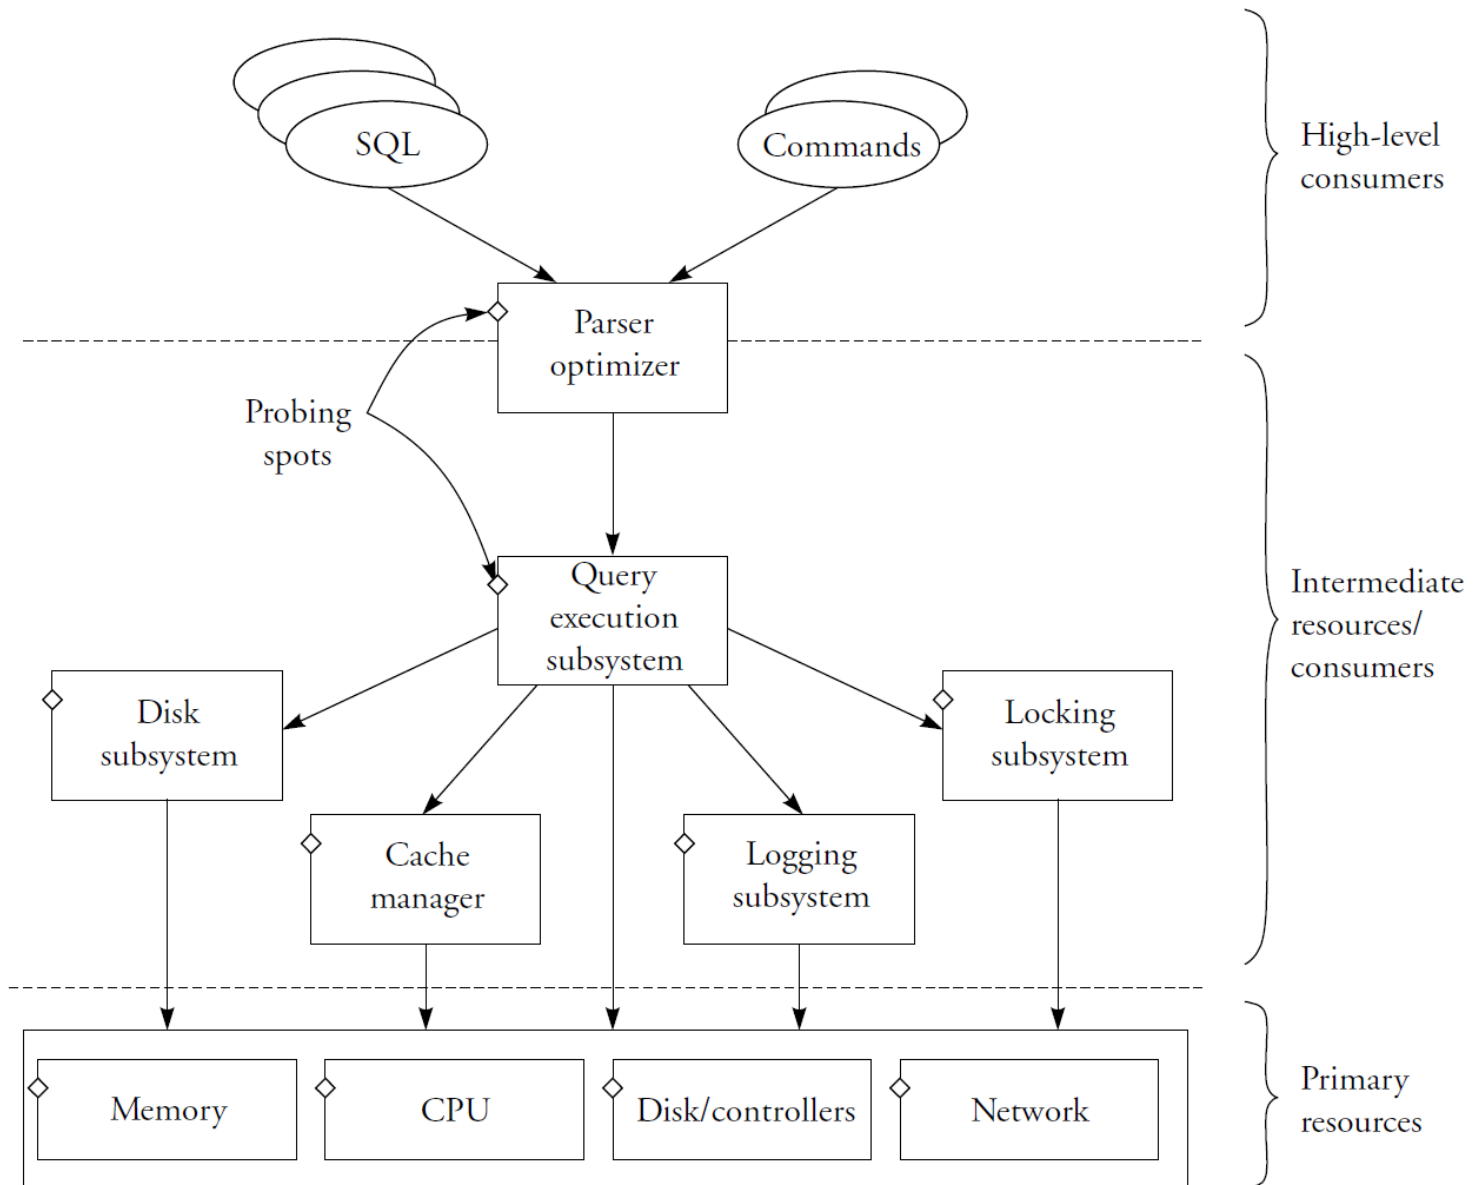 SQL
Commands
High-level
consumers
Parser
optimizer
Probing
spots
Query
execution
subsystem
Intermediate
resources/
consumers
Disk
subsystem
Locking
subsystem
Cache
manager
Logging
subsystem
Memory
CPU
Disk/controllers
Network
Primary
resources